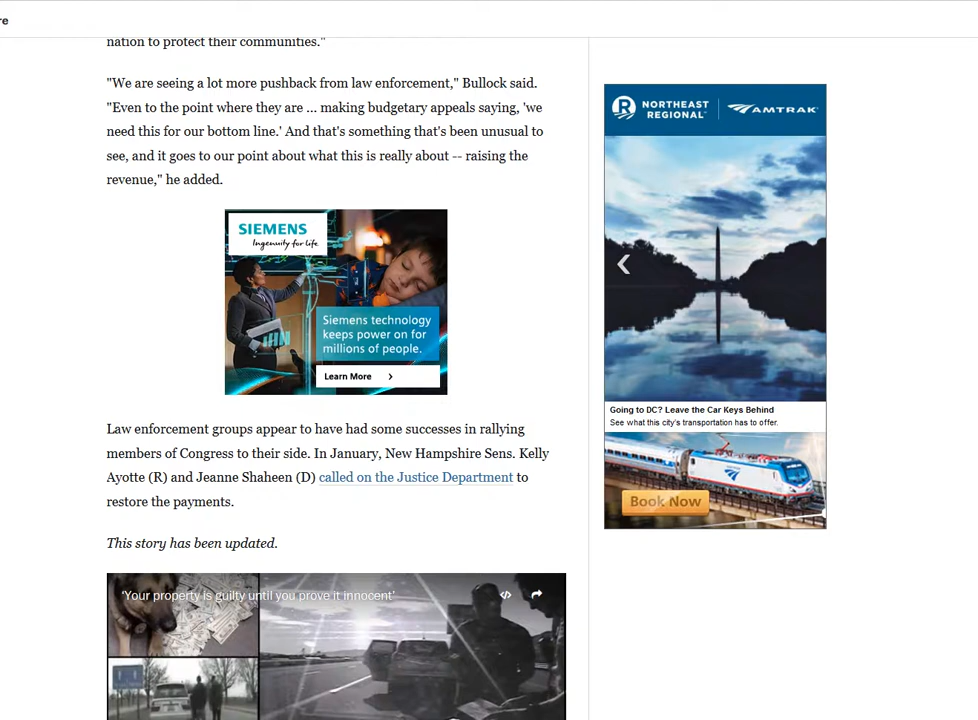 re
nation to protect their communities."
"We are seeing a lot more pushback from law enforcement," Bullock said.
"Even to the point where they are ... making budgetary appeals saying, 'we
need this for our bottom line.' And that's something that's been unusual to
see, and it goes to our point about what this is really about -- raising the
revenue," he added.
SIEMENS
Ingenuity for life
Siemens technology
keeps power on for
millions of people.
Learn More >
Law enforcement groups appear to have had some successes in rallying
members of Congress to their side. In January, New Hampshire Sens. Kelly
Ayotte (R) and Jeanne Shaheen (D) called on the Justice Department to
restore the payments.
This story has been updated.
'Your property is guilty until you prove it innocent'
NORTHEAST
REGIONAL
AMTRAK
Going to DC? Leave the Car Keys Behind
See what this city's transportation has to offer.
Book Now